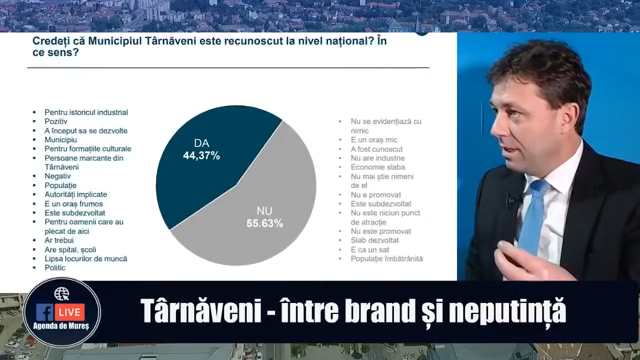 Credeți că Municipiul Târnăveni este recunoscut la nivel național? În
ce sens?
Pentru istoricul industrial
Pozitiv
A început sa se dezvolte
Municipiu
Pentru formațiile culturale
Persoane marcante din
Târnăveni
Negativ
Populație
Autorități implicate
E un oraș frumos
Este subdezvoltat
Pentru oamenii care au
plecat de aici
Ar trebui
Are spital, școli
Lipsa locurilor de muncă
Politic
DA
44,37%
NU
55.63%
Nu se evidențiază cu
nimic
E un oraș mic
A fost cunoscut
Nu are industrie
Economie slaba
Nu mai știe nimeni
de el
Nu e promovat
Este subdezvoltat
Nu este niciun punct
de atracție
Nu este promovat
Slab dezvoltat
E ca un sat
Populație îmbătrânită
f LIVE
Agenda de Mureș
Târnăveni - între brand și neputință